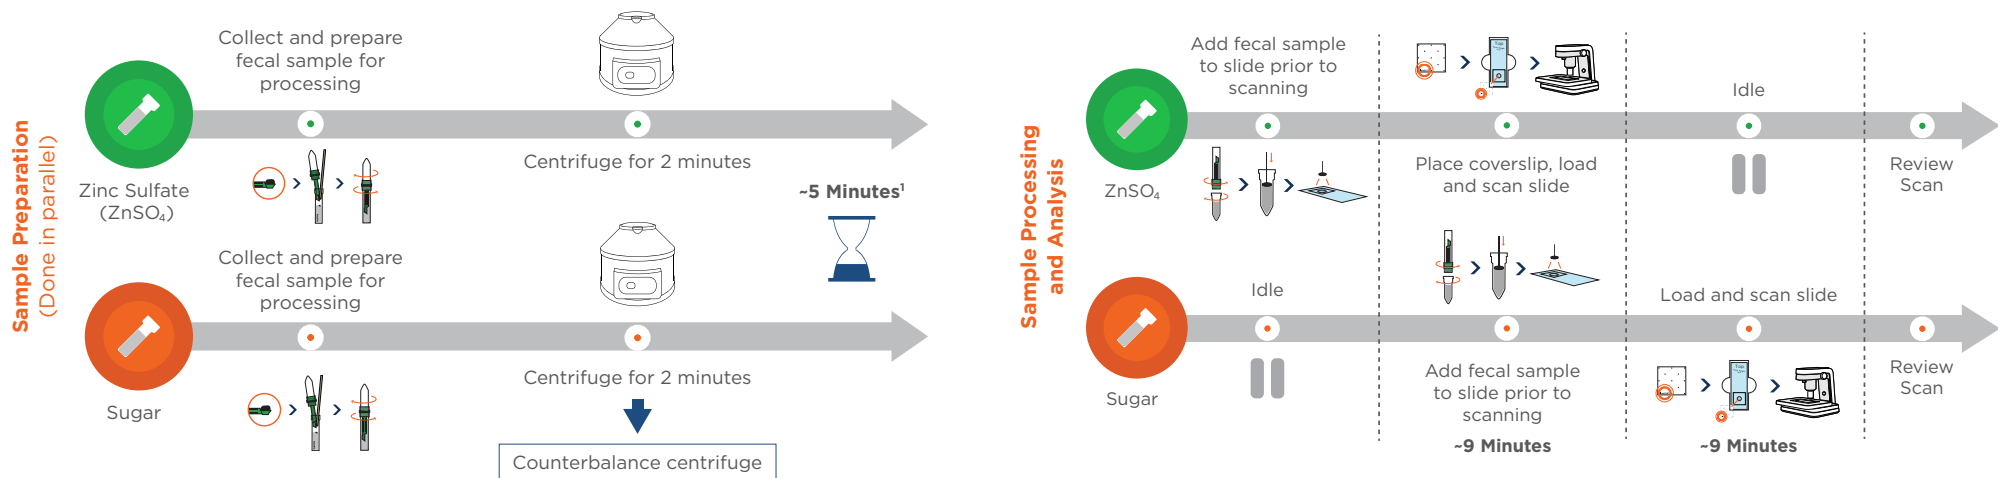 Sample Preparation
(Done in parallel)
Zinc Sulfate
(ZnSO₄)
Collect and prepare
fecal sample for
processing
Centrifuge for 2 minutes
~5 Minutes¹
Sugar
Collect and prepare
fecal sample for
processing
Centrifuge for 2 minutes
Counterbalance centrifuge
Sample Processing
and Analysis
ZnSO₄
Add fecal sample
to slide prior to
scanning
Top
Place coverslip, load
and scan slide
Idle
Review
Scan
Sugar
Idle
Add fecal sample
to slide prior to
scanning
~9 Minutes
Load and scan slide
Top
~9 Minutes
Review
Scan